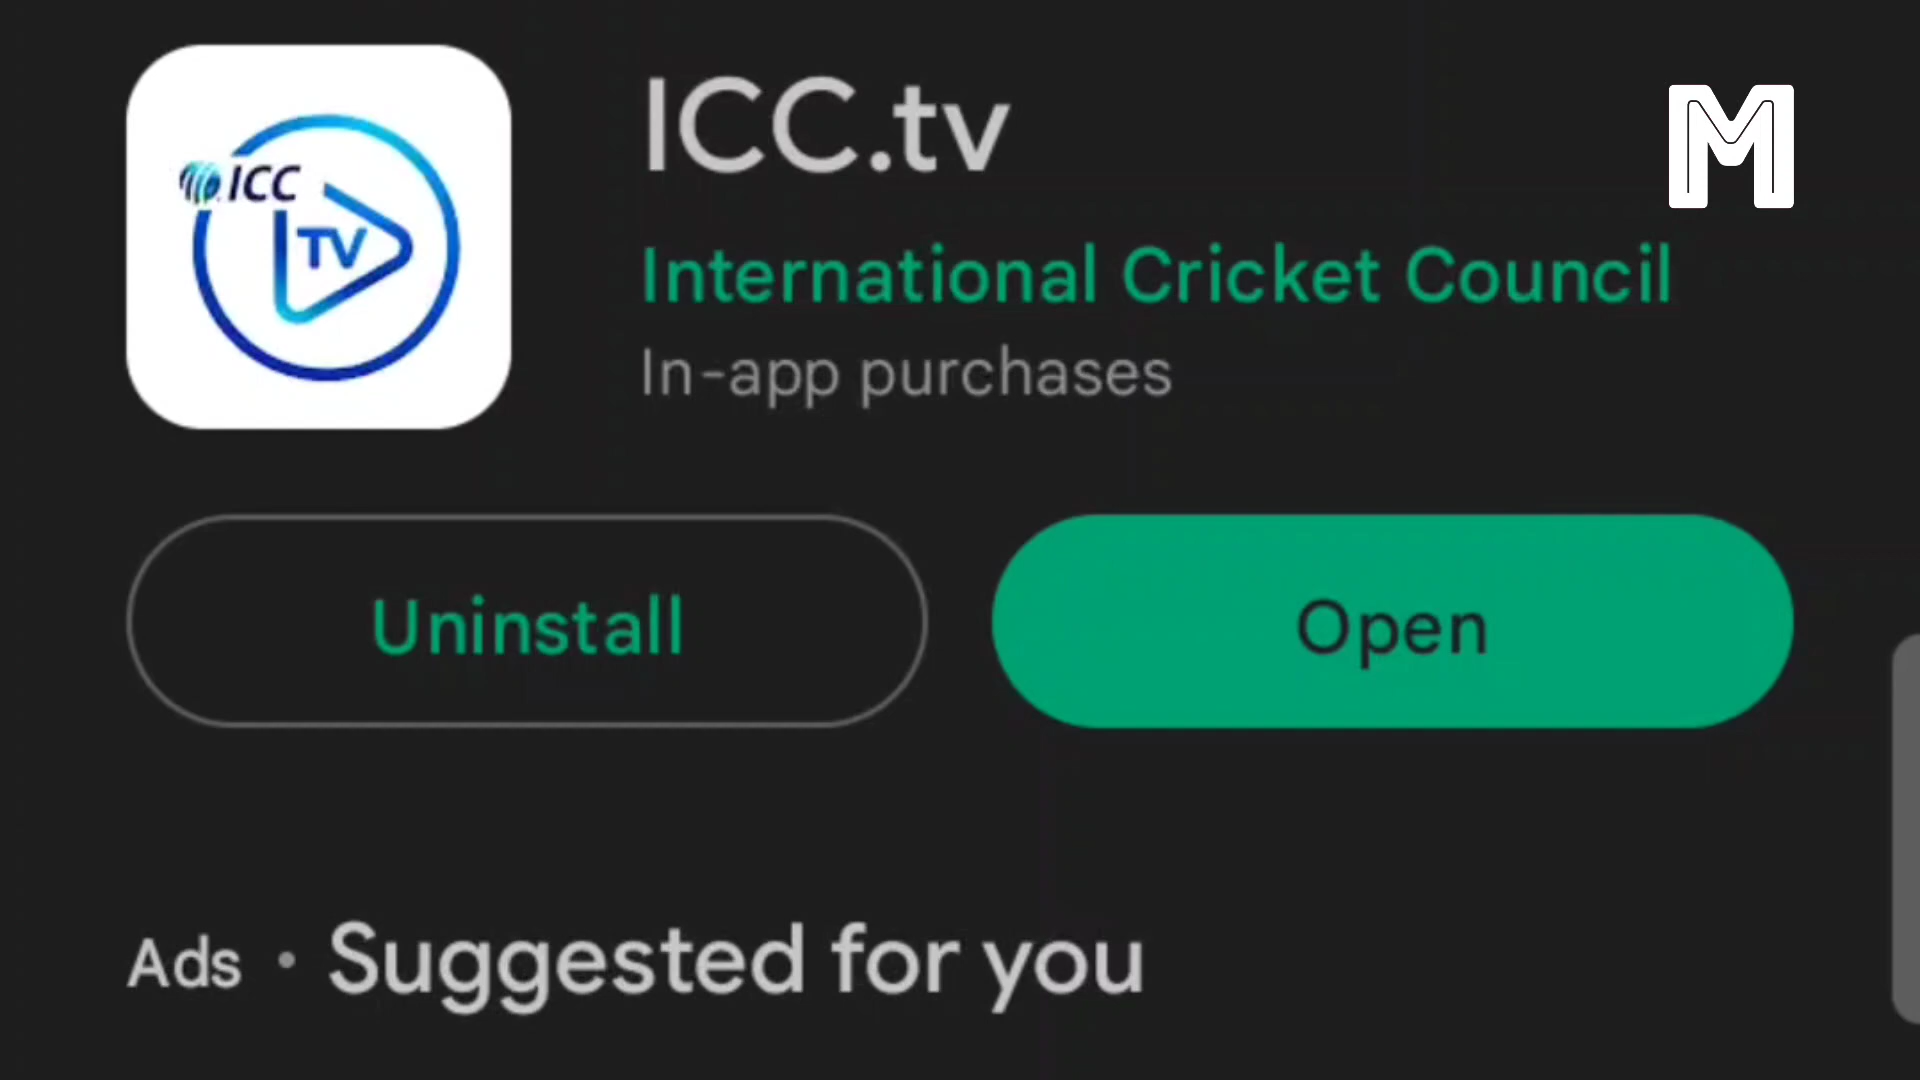 ICC
TV
ICC.tv
M
International Cricket Council
In-app purchases
Uninstall
Open
Ads • Suggested for you